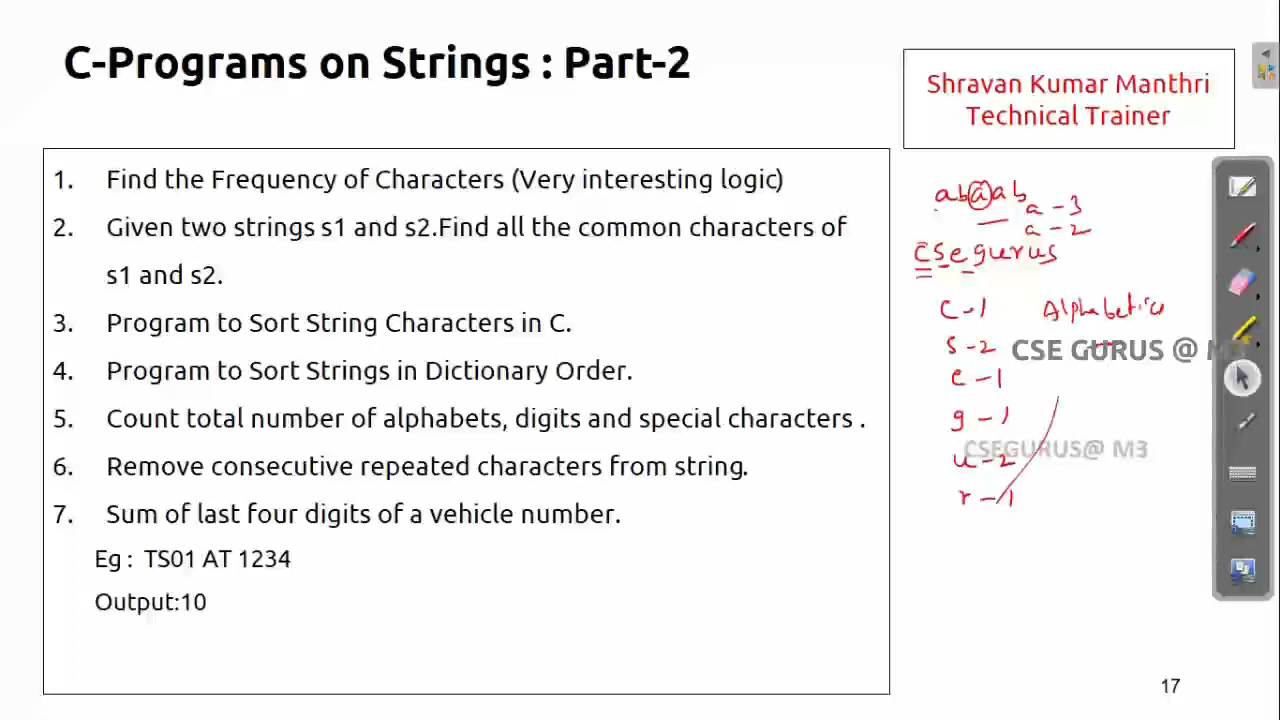 C-Programs on Strings : Part-2
Shravan Kumar Manthri
Technical Trainer
1. Find the Frequency of Characters (Very interesting logic)
2. Given two strings s1 and s2.Find all the common characters of
s1 and s2.
3. Program to Sort String Characters in C.
4. Program to Sort Strings in Dictionary Order.
5. Count total number of alphabets, digits and special characters .
6. Remove consecutive repeated characters from string.
7. Sum of last four digits of a vehicle number.
Eg : TS01 AT 1234
Output:10
abaab
a - 3
a - 2
csegurus
c - 1
s - 2
e - 1
g - 1
u - 2
r - 1
CSE GURUS @ M3
CSEGURUS@ M3
17